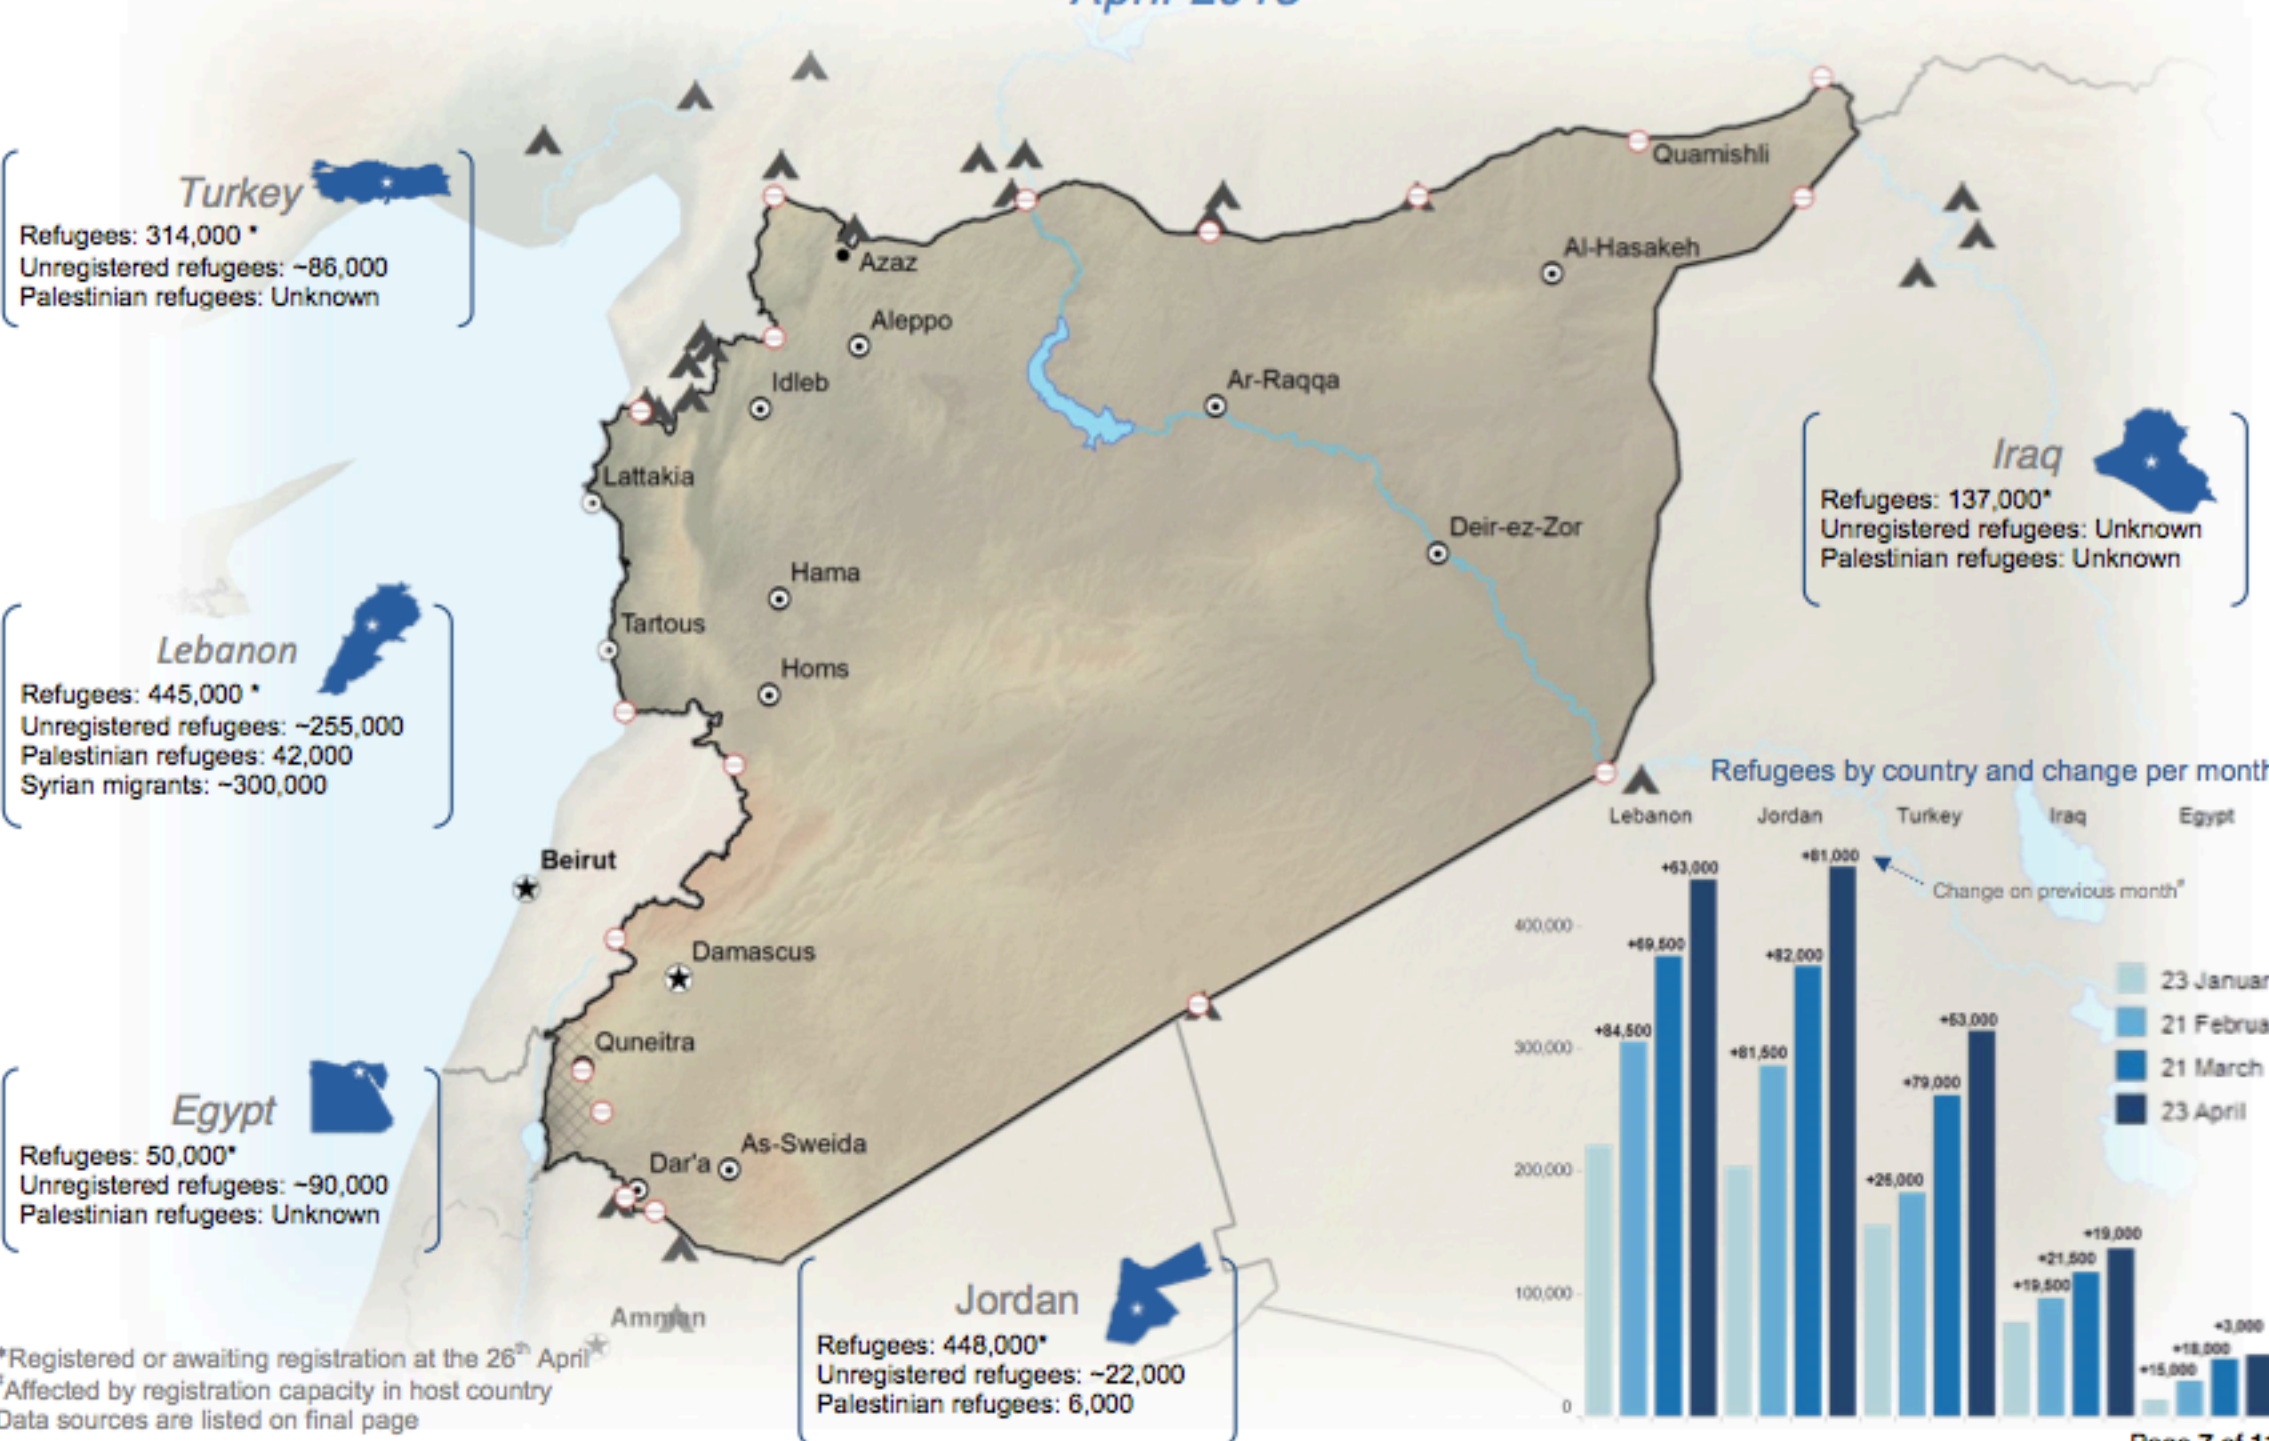 Turkey
Refugees: 314,000 *
Unregistered refugees: ~86,000
Palestinian refugees: Unknown
Lebanon
Refugees: 445,000 *
Unregistered refugees: ~255,000
Palestinian refugees: 42,000
Syrian migrants: ~300,000
Egypt
Refugees: 50,000*
Unregistered refugees: ~90,000
Palestinian refugees: Unknown
Jordan
Refugees: 448,000*
Unregistered refugees: ~22,000
Palestinian refugees: 6,000
Iraq
Refugees: 137,000*
Unregistered refugees: Unknown
Palestinian refugees: Unknown
Quamishli
Azaz
Al-Hasakeh
Aleppo
Idleb
Ar-Raqqa
Lattakia
Deir-ez-Zor
Hama
Tartous
Homs
Beirut
Damascus
Quneitra
Dar'a
As-Sweida
Amman
Refugees by country and change per month
Lebanon Jordan Turkey Iraq Egypt
Change on previous month#
400,000
300,000
200,000
100,000
0
+84,500 +69,500 +63,000
+81,500 +82,000 +81,000
+26,000 +79,000 +53,000
+19,500 +21,500 +19,000
+15,000 +18,000 +3,000
23 Januar
21 Februa
21 March
23 April
*Registered or awaiting registration at the 26th April
#Affected by registration capacity in host country
Data sources are listed on final page